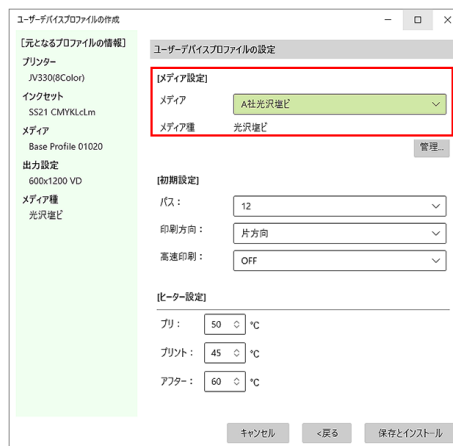 ユーザーデバイスプロファイルの作成
[元となるプロファイルの情報]
プリンター
JV330(8Color)
インクセット
SS21 CMYKLcLm
メディア
Base Profile 01020
出力設定
600x1200 VD
メディア種
光沢塩ビ
ユーザーデバイスプロファイルの設定
[メディア設定]
メディア A社光沢塩ビ
メディア種 光沢塩ビ
管理...
[初期設定]
パス： 12
印刷方向： 片方向
高速印刷： OFF
[ヒーター設定]
プリ： 50 °C
プリント： 45 °C
アフター： 60 °C
キャンセル <戻る 保存とインストール